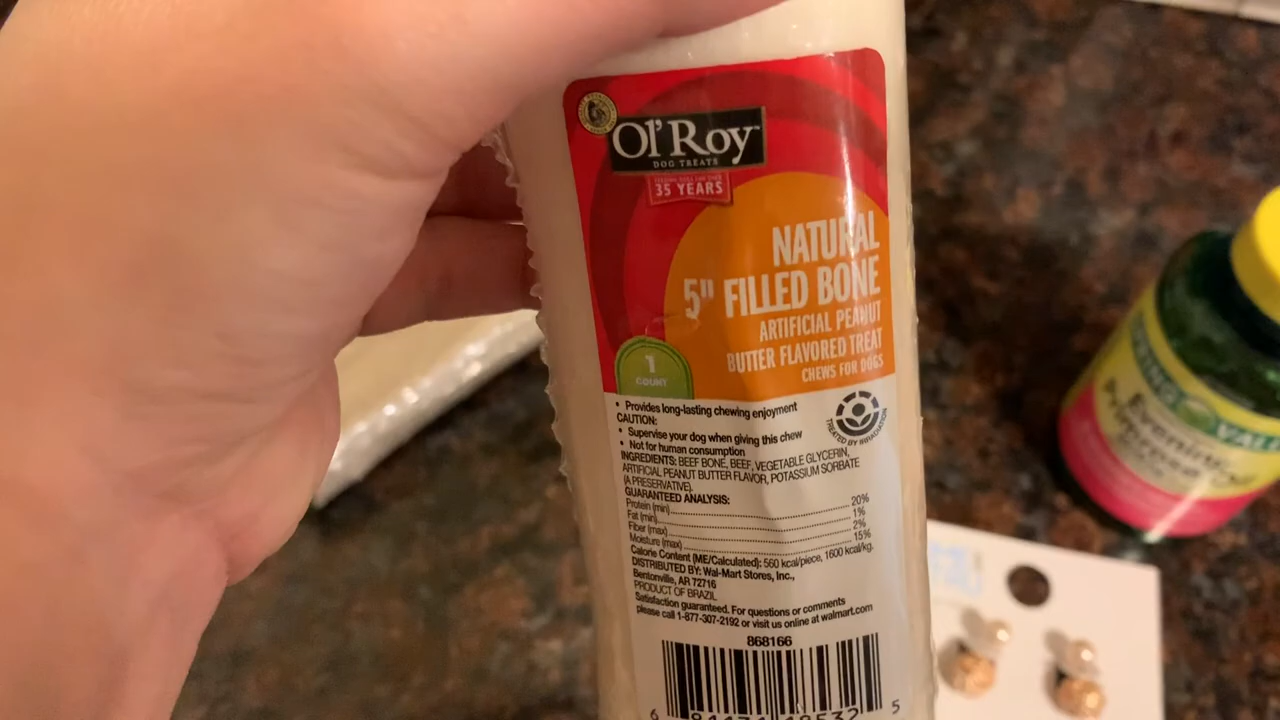 Ol' Roy
DOG TREATS
35 YEARS
NATURAL
5" FILLED BONE
ARTIFICIAL PEANUT
BUTTER FLAVORED TREAT
CHEWS FOR DOGS
1
COUNT
• Provides long-lasting chewing enjoyment
CAUTION:
• Supervise your dog when giving this chew
• Not for human consumption
TREATED BY IRRADIATION
INGREDIENTS: BEEF BONE, BEEF, VEGETABLE GLYCERIN,
ARTIFICIAL PEANUT BUTTER FLAVOR, POTASSIUM SORBATE
(A PRESERVATIVE).
GUARANTEED ANALYSIS:
Protein (min) 20%
Fat (min) 1%
Fiber (max) 2%
Moisture (max) 15%
Calorie Content (ME/Calculated): 560 kcal/piece, 1600 kcal/kg.
DISTRIBUTED BY: Wal-Mart Stores, Inc.,
Bentonville, AR 72716
PRODUCT OF BRAZIL
Satisfaction guaranteed. For questions or comments
please call 1-877-307-2192 or visit us online at walmart.com
868166
6 5
SPRING VALLEY